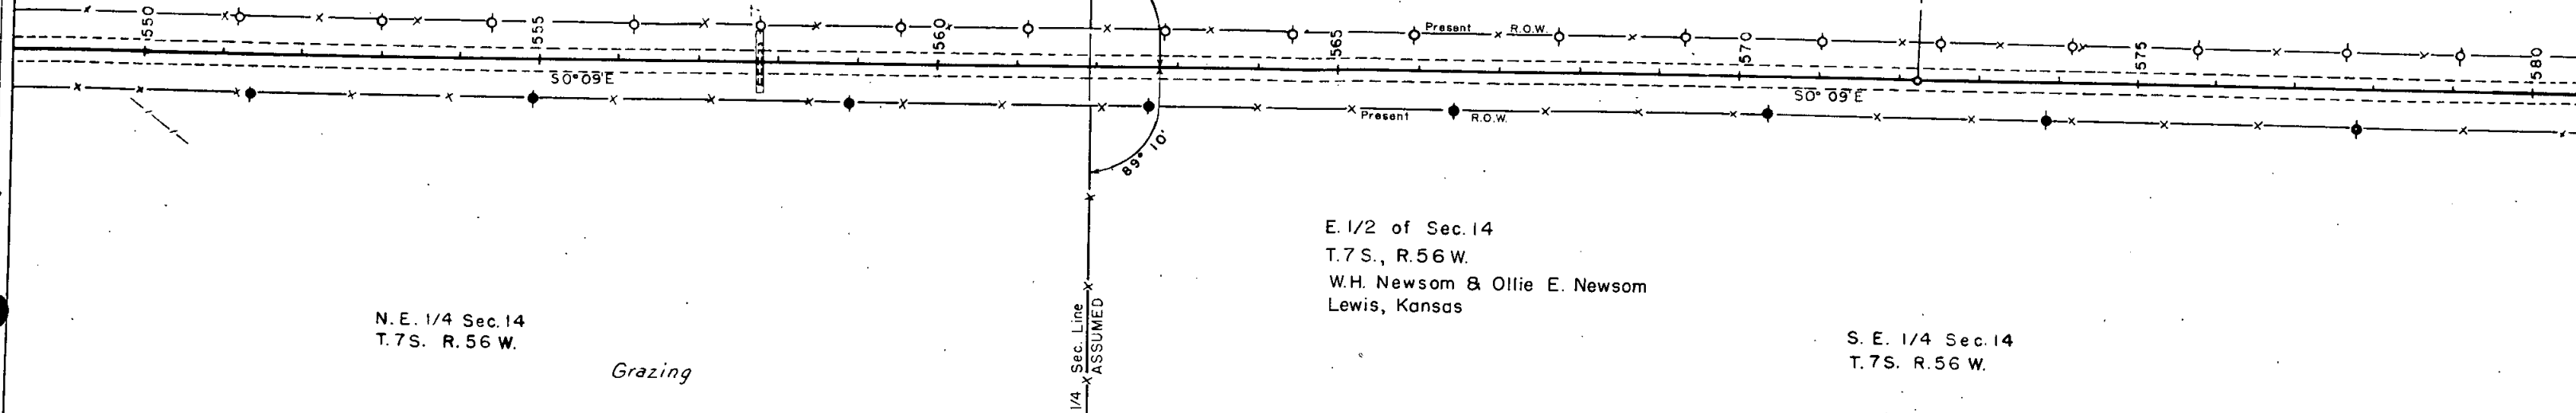 550
555
560
565
570
575
580
Present R.O.W.
S0°09'E
S0°09'E
Present R.O.W.
89° 10'
E. 1/2 of Sec. 14
T. 7 S., R. 56 W.
W.H. Newsom & Ollie E. Newsom
Lewis, Kansas
N.E. 1/4 Sec. 14
T. 7S. R. 56 W.
Grazing
1/4 Sec. Line
ASSUMED
S. E. 1/4 Sec. 14
T. 7S. R. 56 W.